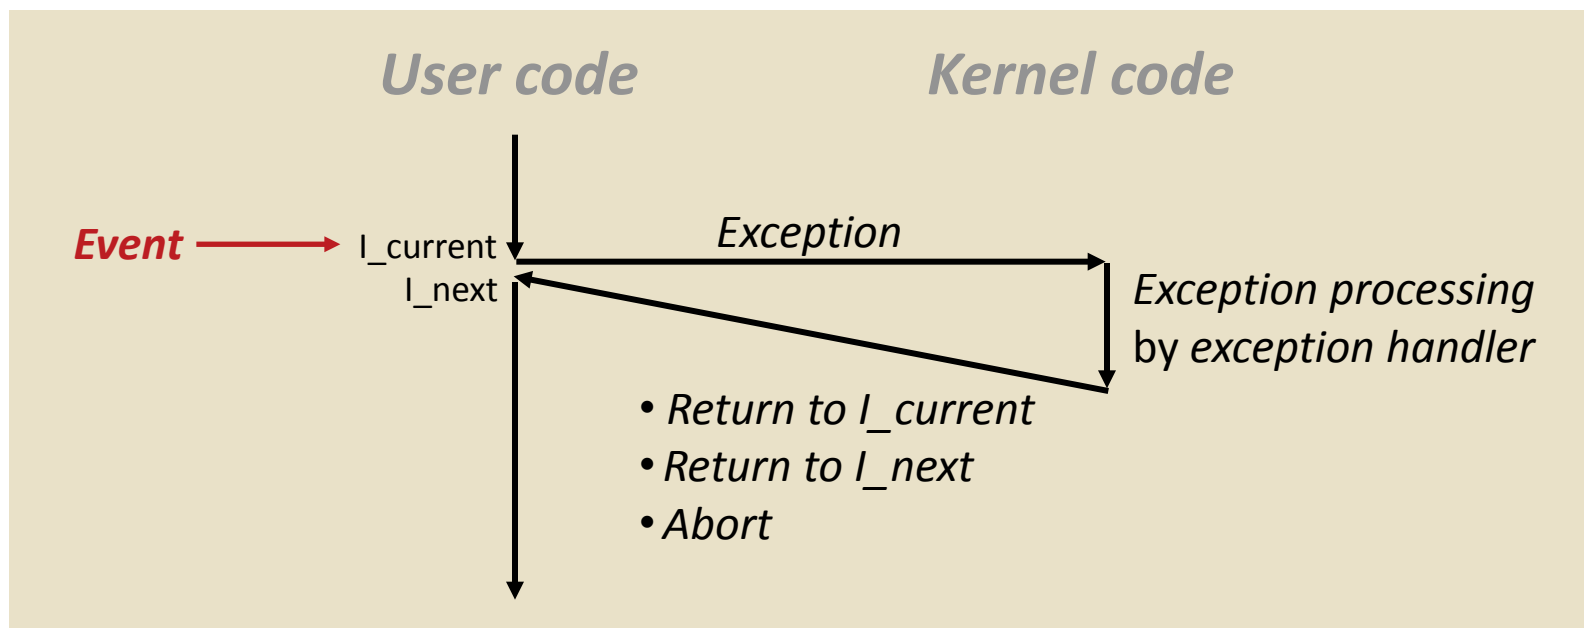 User code
Kernel code
Event
I_current
Exception
I_next
Exception processing
by exception handler
• Return to I_current
• Return to I_next
• Abort